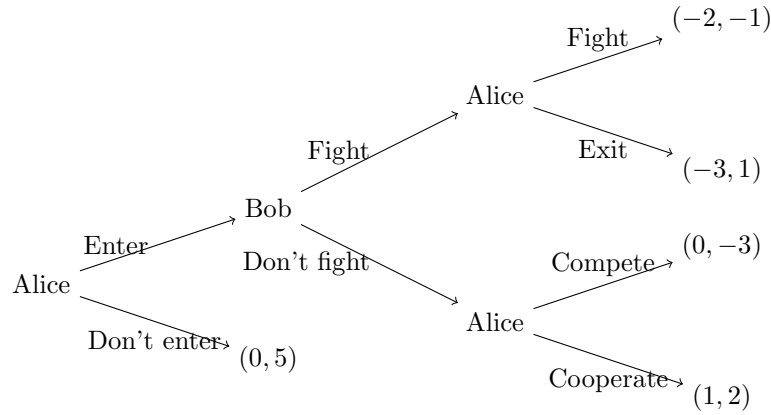 (−2, −1)
Fight
Alice
Exit
(−3, 1)
Fight
Bob
Enter
(0, −3)
Don't fight
Compete
Alice
Alice
Don't enter
(0, 5)
Cooperate
(1, 2)